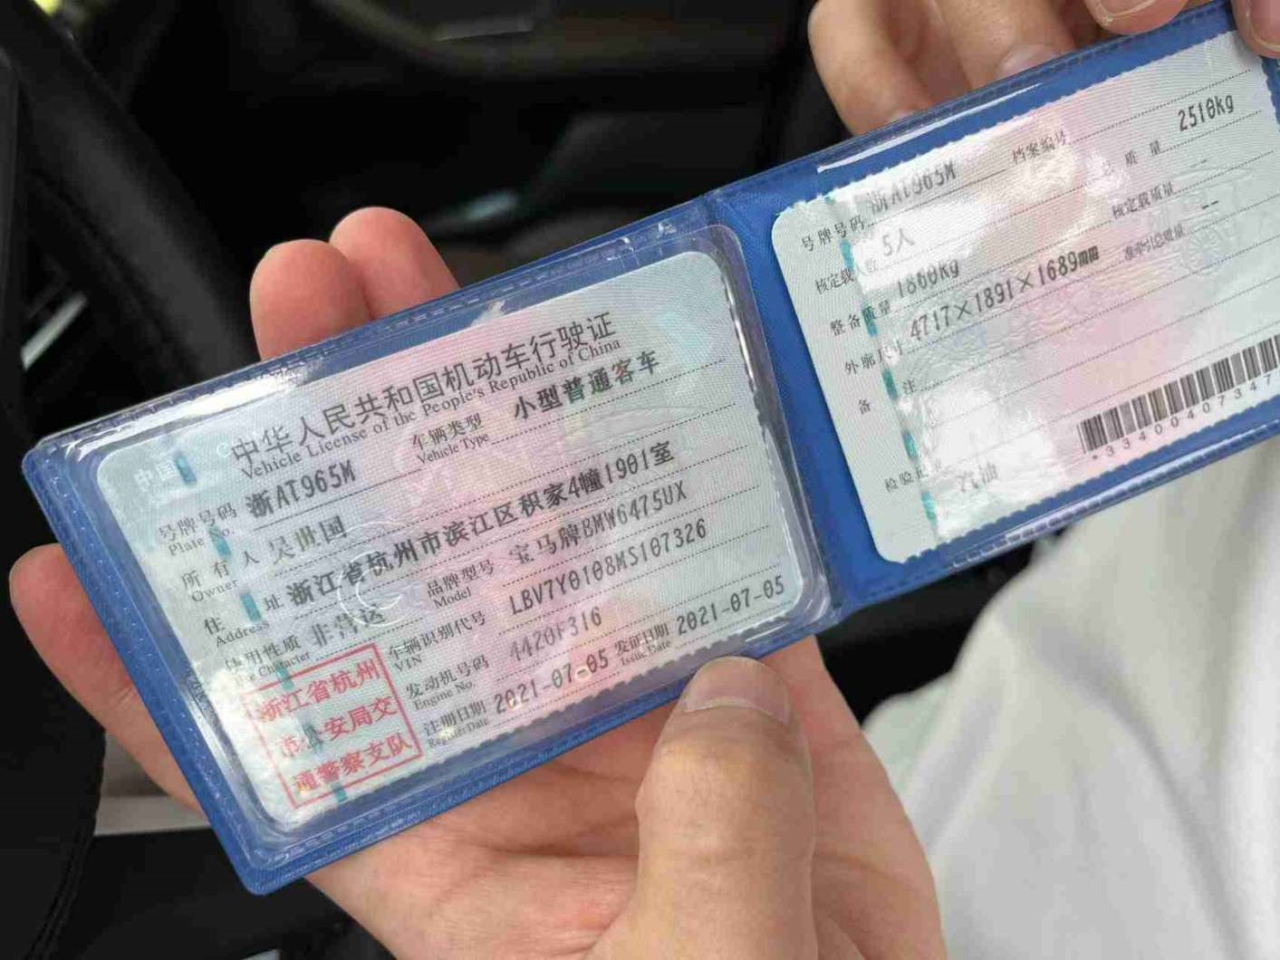 中华人民共和国机动车行驶证
Vehicle License of the People's Republic of China
号牌号码 浙AT965M 车辆类型 小型普通客车
Plate No. Vehicle Type
所有人 吴世国
Owner
住址 浙江省杭州市滨江区积家4幢1901室
Address
使用性质 非营运 品牌型号 宝马牌BMW6475UX
Use Character Model
车辆识别代号 LBV7Y0108MS107326
VIN
发动机号码 1420F316
Engine No.
注册日期 2021-07-05 发证日期 2021-07-05
Register Date Issue Date
浙江省杭州
市公安局交
通警察支队
号牌号码 浙AT965M 档案编号
核定载人数 5人 总质量 2510kg
整备质量 1860kg 核定载质量 --
外廓尺寸 4717×1891×1689mm 准牵引总质量 --
备注
检验记录 汽油